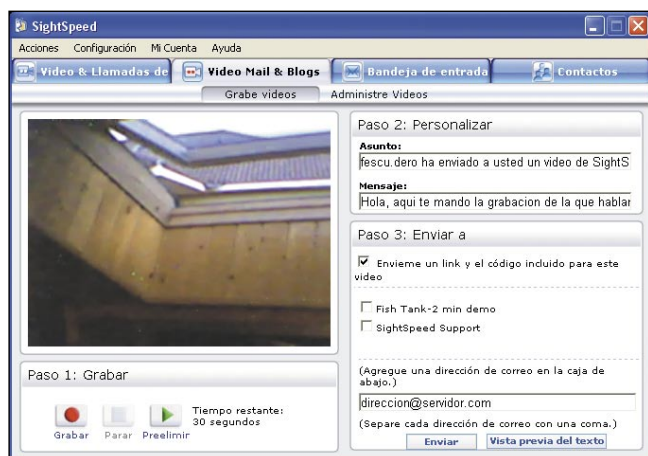 SightSpeed
Acciones Configuración Mi Cuenta Ayuda
Video & Llamadas de Video Mail & Blogs Bandeja de entrada Contactos
Grabe videos Administre Videos
Paso 2: Personalizar
Asunto:
fescu.dero ha enviado a usted un video de SightS
Mensaje:
Hola, aqui te mando la grabacion de la que hablar
Paso 3: Enviar a
Envieme un link y el código incluido para este
video
Fish Tank-2 min demo
SightSpeed Support
Paso 1: Grabar
Tiempo restante:
30 segundos
Grabar Parar Preelimir
(Agregue una dirección de correo en la caja de
abajo.)
direccion@servidor.com
(Separe cada dirección de correo con una coma.)
Enviar Vista previa del texto